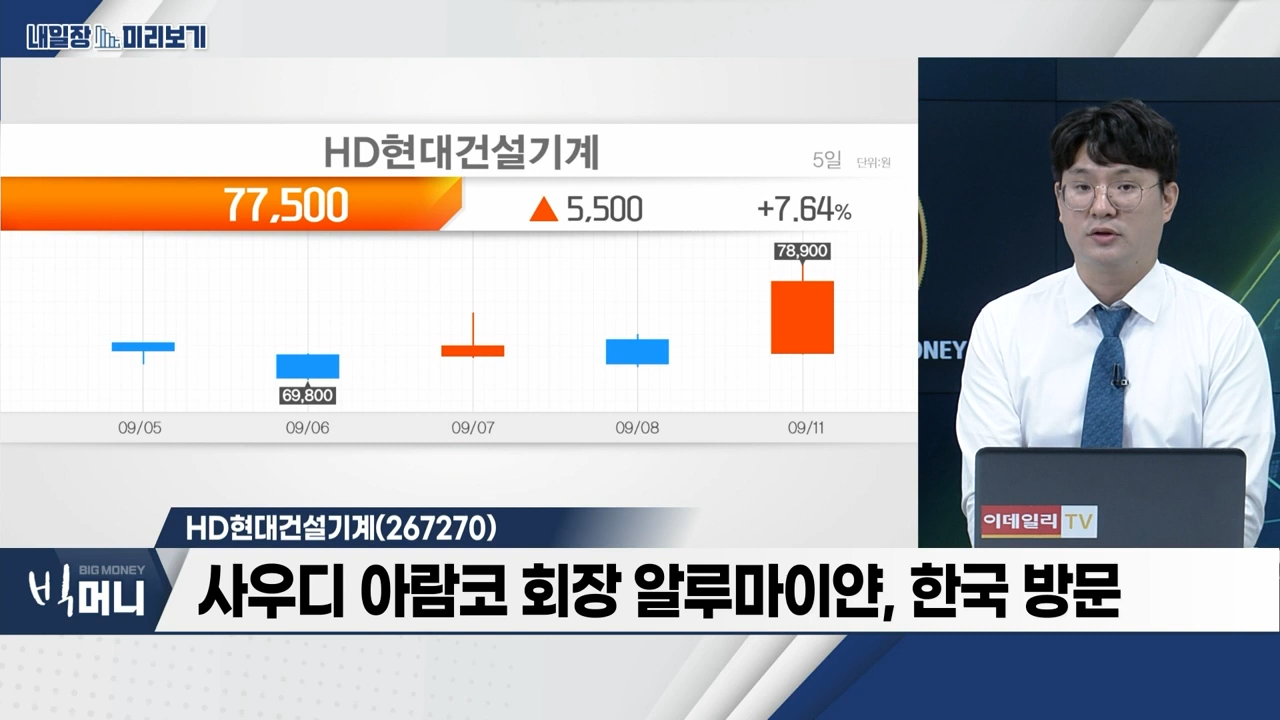 내일장 미리보기
HD현대건설기계
5일 단위:원
77,500 ▲ 5,500 +7.64%
78,900
69,800
09/05 09/06 09/07 09/08 09/11
ONEY
이데일리 TV
HD현대건설기계(267270)
BIG MONEY
빅머니
사우디 아람코 회장 알루마이얀, 한국 방문